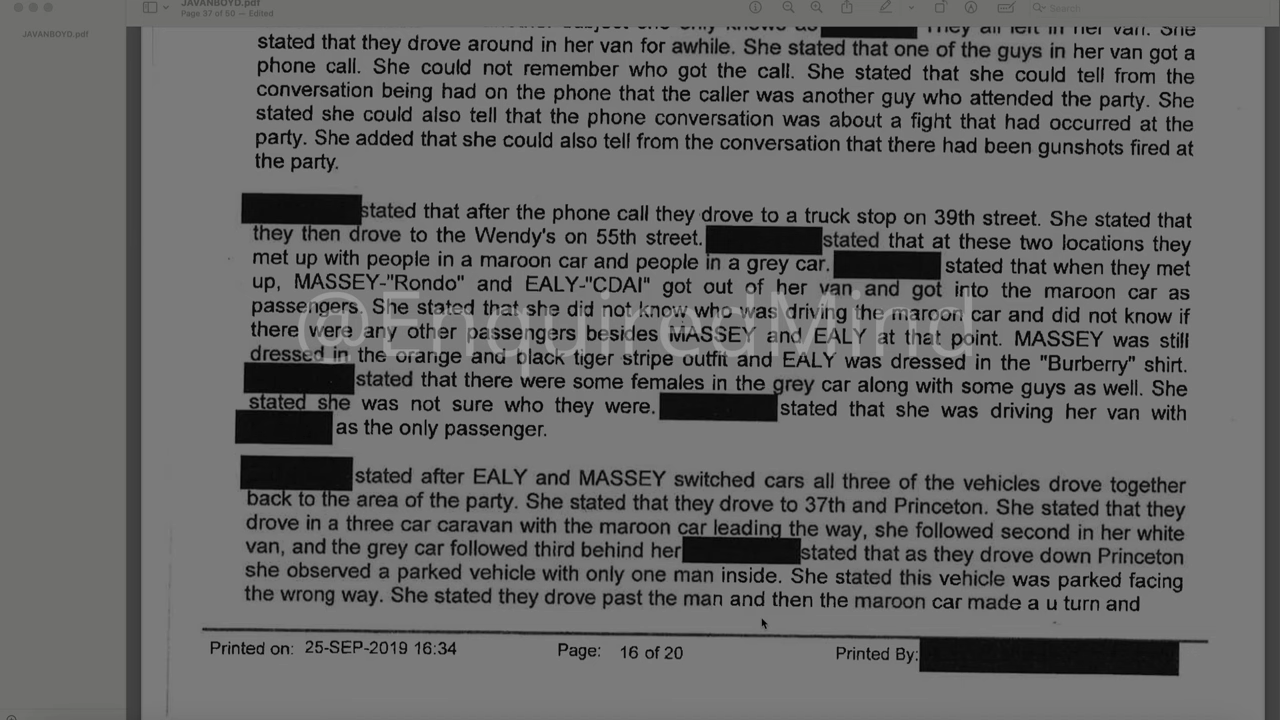 JAVANBOYD.pdf
Page 37 of 50 – Edited
Search
JAVANBOYD.pdf
They all left in her van. She
stated that they drove around in her van for awhile. She stated that one of the guys in her van got a
phone call. She could not remember who got the call. She stated that she could tell from the
conversation being had on the phone that the caller was another guy who attended the party. She
stated she could also tell that the phone conversation was about a fight that had occurred at the
party. She added that she could also tell from the conversation that there had been gunshots fired at
the party.
stated that after the phone call they drove to a truck stop on 39th street. She stated that
they then drove to the Wendy's on 55th street. stated that at these two locations they
met up with people in a maroon car and people in a grey car. stated that when they met
up, MASSEY-"Rondo" and EALY-"CDAI" got out of her van and got into the maroon car as
passengers. She stated that she did not know who was driving the maroon car and did not know if
there were any other passengers besides MASSEY and EALY at that point. MASSEY was still
dressed in the orange and black tiger stripe outfit and EALY was dressed in the "Burberry" shirt.
stated that there were some females in the grey car along with some guys as well. She
stated she was not sure who they were. stated that she was driving her van with
as the only passenger.
@EnquiredMind
stated after EALY and MASSEY switched cars all three of the vehicles drove together
back to the area of the party. She stated that they drove to 37th and Princeton. She stated that they
drove in a three car caravan with the maroon car leading the way, she followed second in her white
van, and the grey car followed third behind her stated that as they drove down Princeton
she observed a parked vehicle with only one man inside. She stated this vehicle was parked facing
the wrong way. She stated they drove past the man and then the maroon car made a u turn and
Printed on: 25-SEP-2019 16:34 Page: 16 of 20 Printed By: